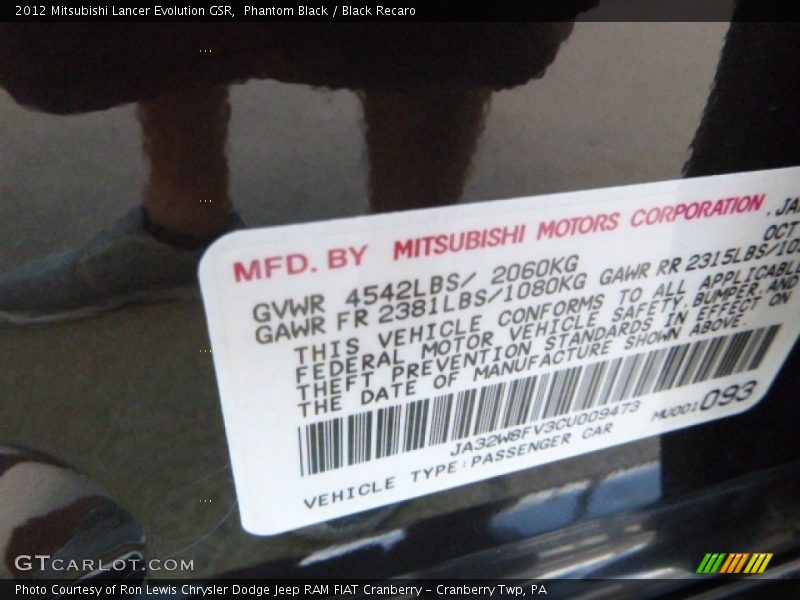 2012 Mitsubishi Lancer Evolution GSR,  Phantom Black / Black Recaro
MFD. BY MITSUBISHI MOTORS CORPORATION
OCT
GVWR 4542LBS/ 2060KG
GAWR FR 2381LBS/1080KG GAWR RR 2315LBS/
THIS VEHICLE CONFORMS TO ALL APPLICABLE
FEDERAL MOTOR VEHICLE SAFETY, BUMPER, AND
THEFT PREVENTION STANDARDS IN EFFECT ON
THE DATE OF MANUFACTURE SHOWN ABOVE.
JA32W8FV3CU009473
MU001093
VEHICLE TYPE:PASSENGER CAR
GTCARLOT.COM
Photo Courtesy of Ron Lewis Chrysler Dodge Jeep RAM FIAT Cranberry – Cranberry Twp, PA